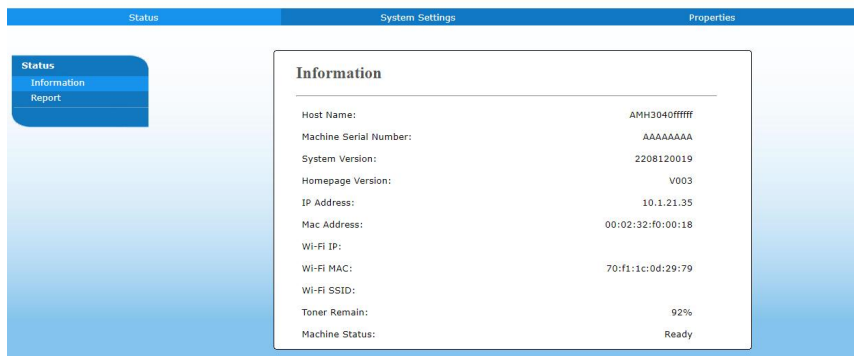 Status System Settings Properties
Status
Information
Report
Information
Host Name: AMH3040ffffff
Machine Serial Number: AAAAAAAA
System Version: 2208120019
Homepage Version: V003
IP Address: 10.1.21.35
Mac Address: 00:02:32:f0:00:18
Wi-Fi IP:
Wi-Fi MAC: 70:f1:1c:0d:29:79
Wi-Fi SSID:
Toner Remain: 92%
Machine Status: Ready